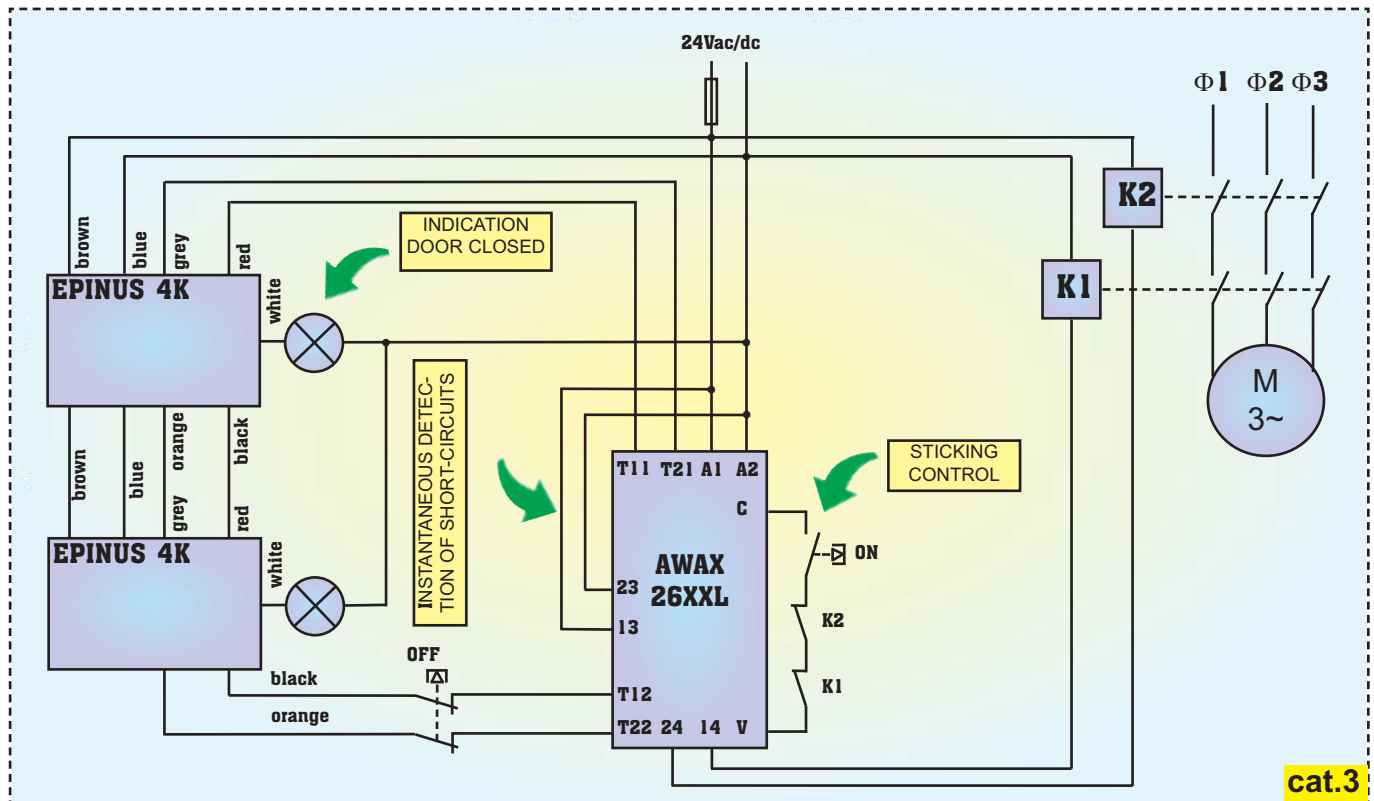 24Vac/dc
Φ1 Φ2 Φ3
K2
K1
M
3~
brown
blue
grey
red
INDICATION
DOOR CLOSED
EPINUS 4K
white
brown
blue
orange
grey
black
red
EPINUS 4K
white
INSTANTANEOUS DETEC-
TION OF SHORT-CIRCUITS
STICKING
CONTROL
T11 T21 A1 A2
C
ON
AWAX
26XXL
23
13
K2
K1
OFF
black
orange
T12
T22 24 14 V
cat.3